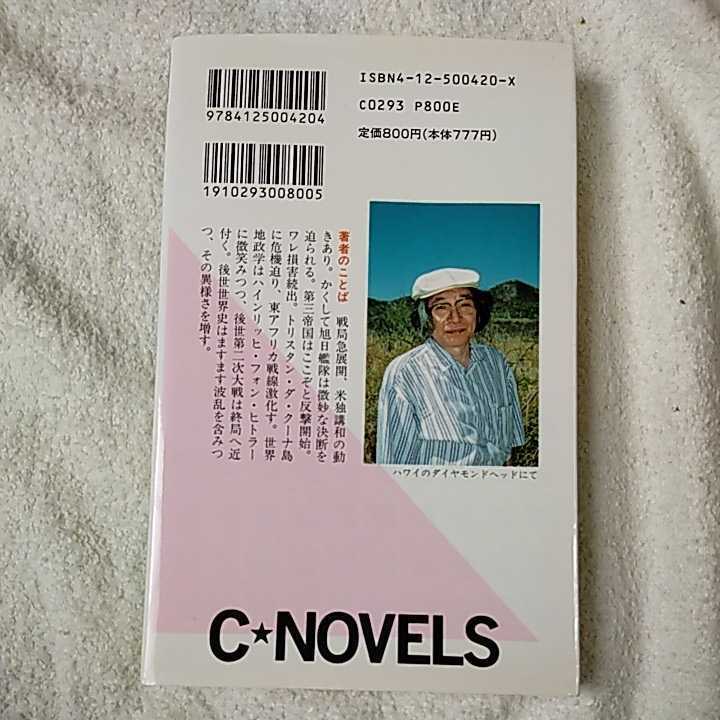 ISBN4-12-500420-X
C0293 P800E
定価800円(本体777円)
9784125004204
1910293008005
著者のことば 戦局急展開、米独講和の動
きあり。かくして旭日艦隊は微妙な決断を
迫られる。第三帝国はここぞと反撃開始。
ワレ損害続出。トリスタン・ダ・クーナ島
に危機迫り、東アフリカ戦線激化す。世界
地政学はハインリッヒ・フォン・ヒトラー
に微笑みつつ、後世第二次大戦は終局へ近
付く。後世世界史はますます波乱を含みつ
つ、その異様さを増す。
ハワイのダイヤモンドヘッドにて
C★NOVELS